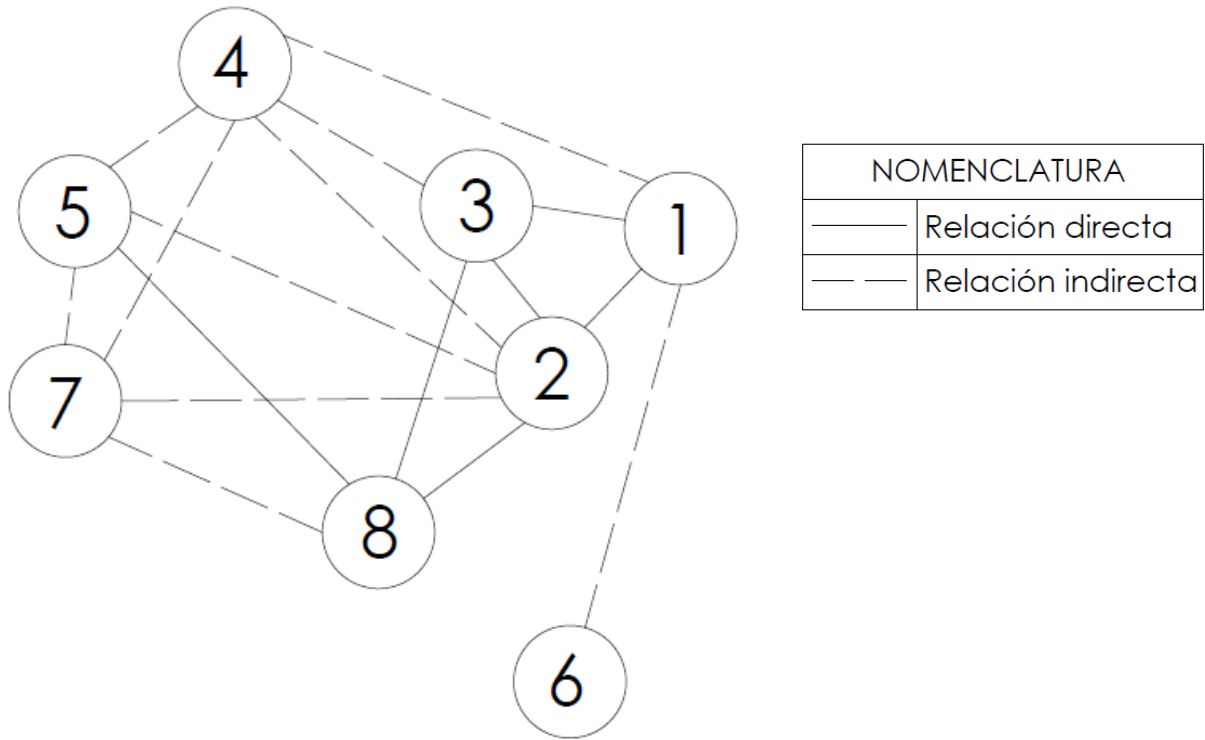 4
5
3
1
7
2
8
6
NOMENCLATURA
Relación directa
Relación indirecta